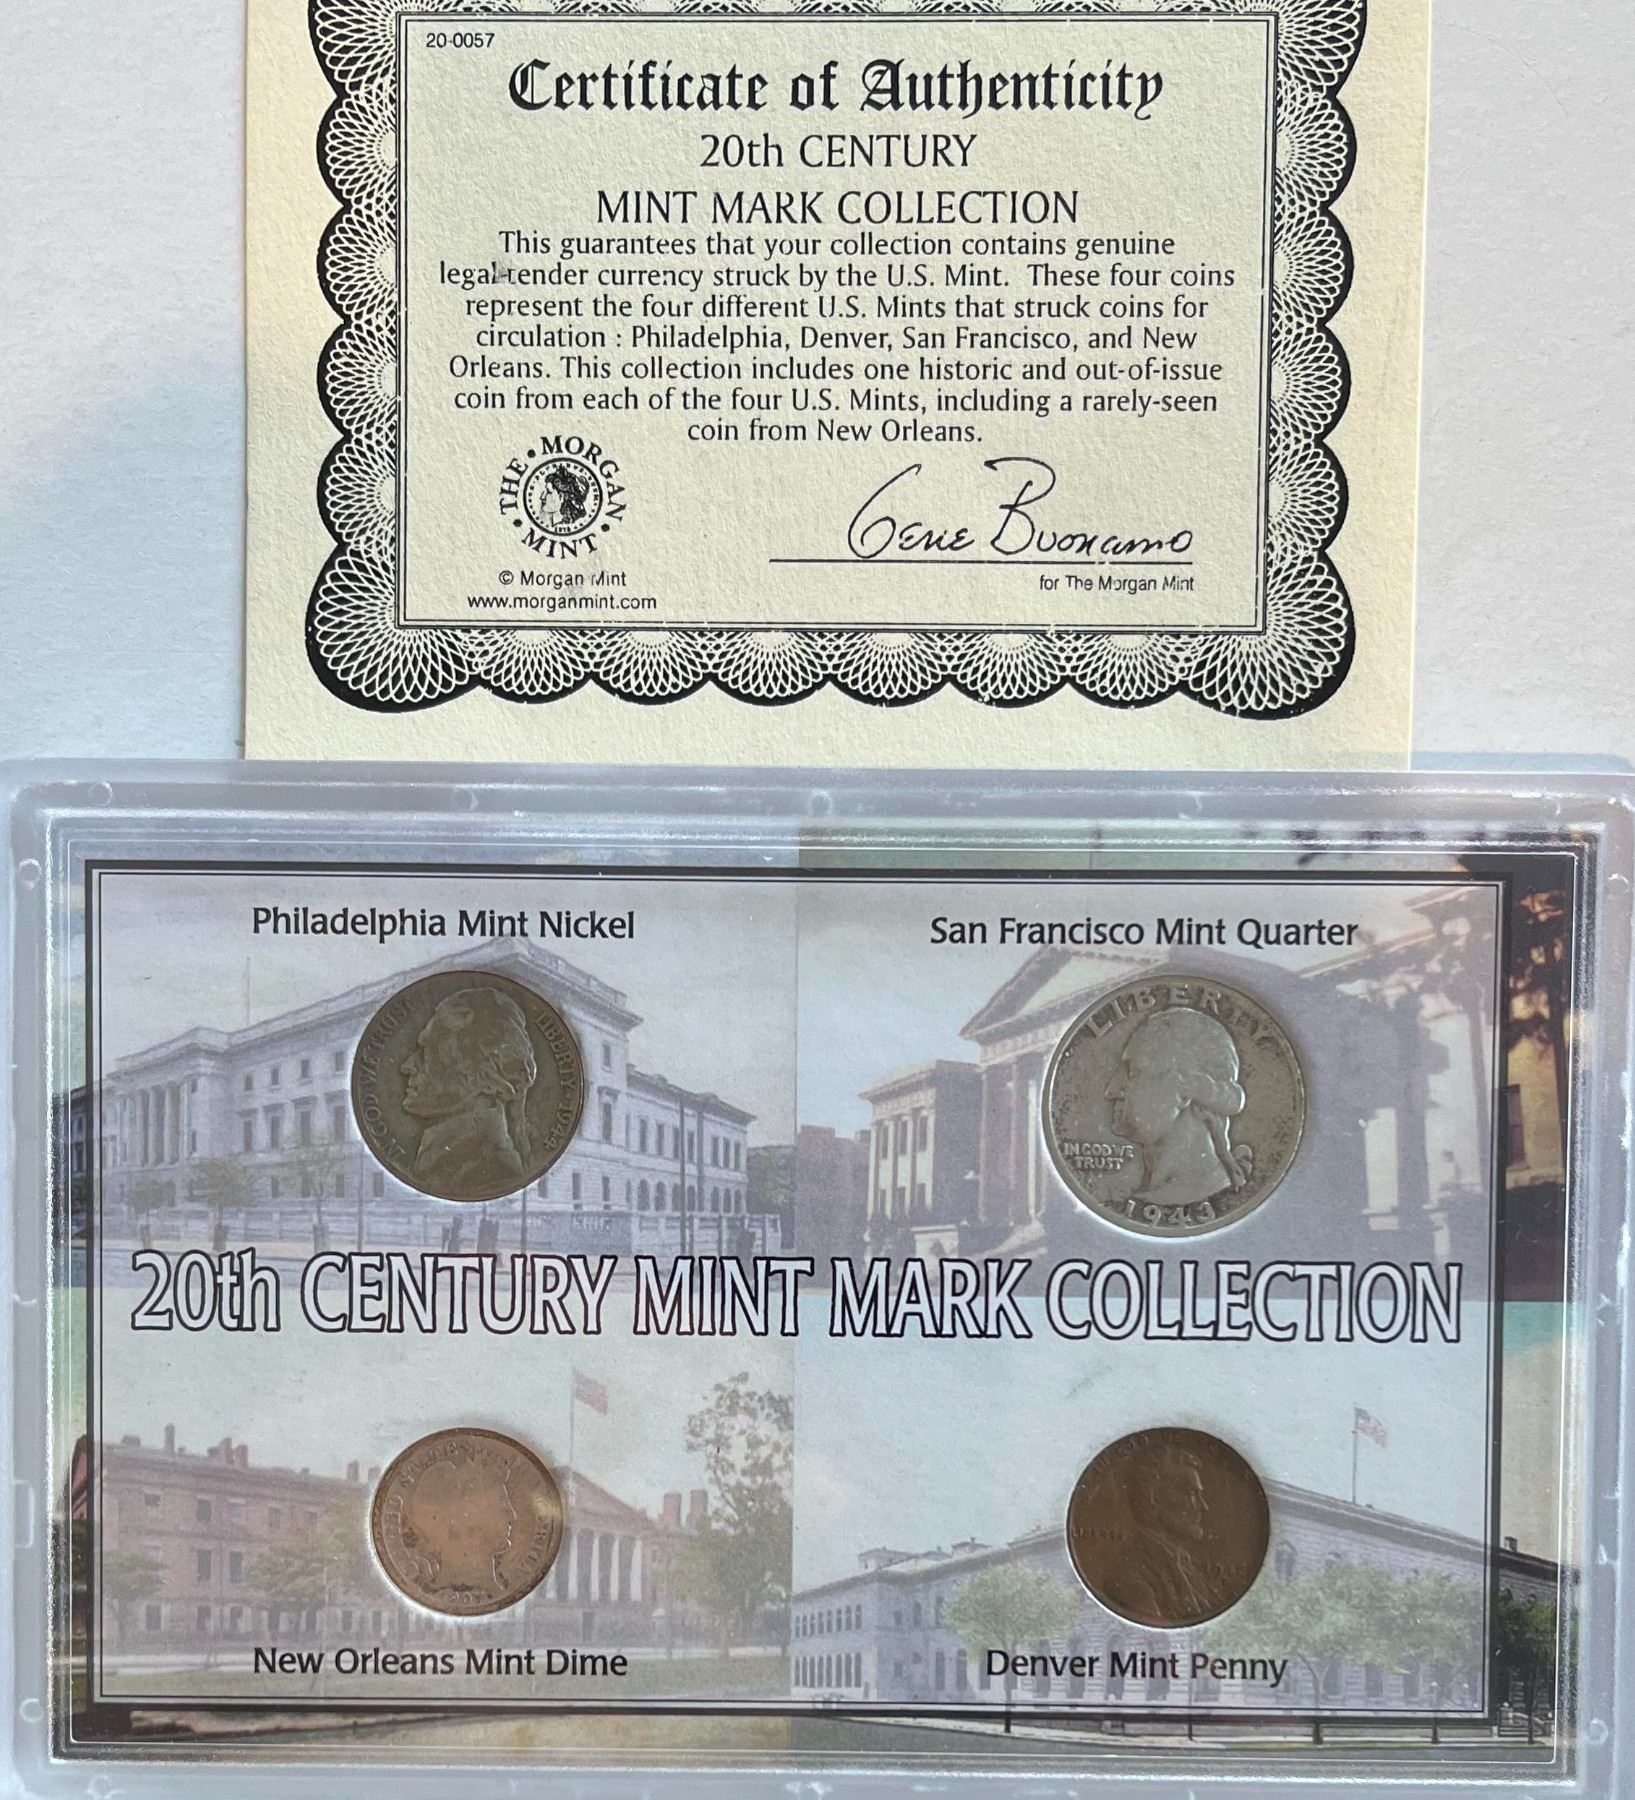 20-0057
Certificate of Authenticity
20th CENTURY
MINT MARK COLLECTION
This guarantees that your collection contains genuine
legal-tender currency struck by the U.S. Mint. These four coins
represent the four different U.S. Mints that struck coins for
circulation : Philadelphia, Denver, San Francisco, and New
Orleans. This collection includes one historic and out-of-issue
coin from each of the four U.S. Mints, including a rarely-seen
coin from New Orleans.
THE • MORGAN • MINT •
Gene Buonamo
© Morgan Mint
www.morganmint.com
for The Morgan Mint
Philadelphia Mint Nickel
San Francisco Mint Quarter
IN GOD WE TRUST
LIBERTY • 1944
LIBERTY
IN GOD WE
TRUST
1943
20th CENTURY MINT MARK COLLECTION
LIBERTY
New Orleans Mint Dime
Denver Mint Penny